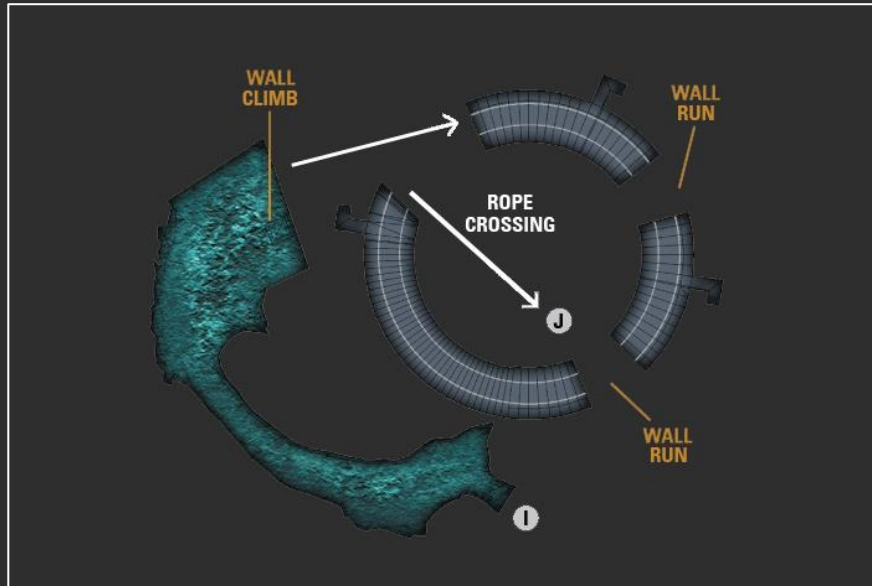 WALL
CLIMB
WALL
RUN
ROPE
CROSSING
J
WALL
RUN
I